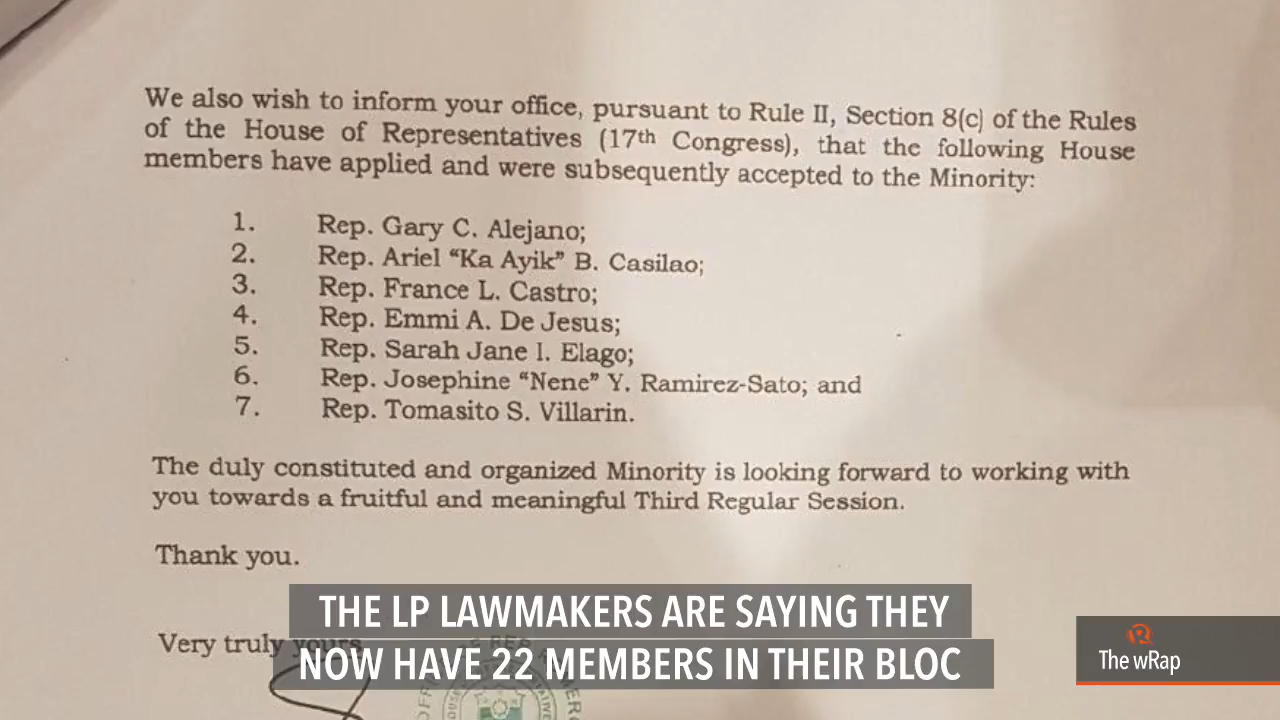 We also wish to inform your office, pursuant to Rule II, Section 8(c) of the Rules
of the House of Representatives (17th Congress), that the following House
members have applied and were subsequently accepted to the Minority:
1. Rep. Gary C. Alejano;
2. Rep. Ariel “Ka Ayik” B. Casilao;
3. Rep. France L. Castro;
4. Rep. Emmi A. De Jesus;
5. Rep. Sarah Jane I. Elago;
6. Rep. Josephine “Nene” Y. Ramirez-Sato; and
7. Rep. Tomasito S. Villarin.
The duly constituted and organized Minority is looking forward to working with
you towards a fruitful and meaningful Third Regular Session.
Thank you.
Very truly yours
THE LP LAWMAKERS ARE SAYING THEY
NOW HAVE 22 MEMBERS IN THEIR BLOC
The wRap